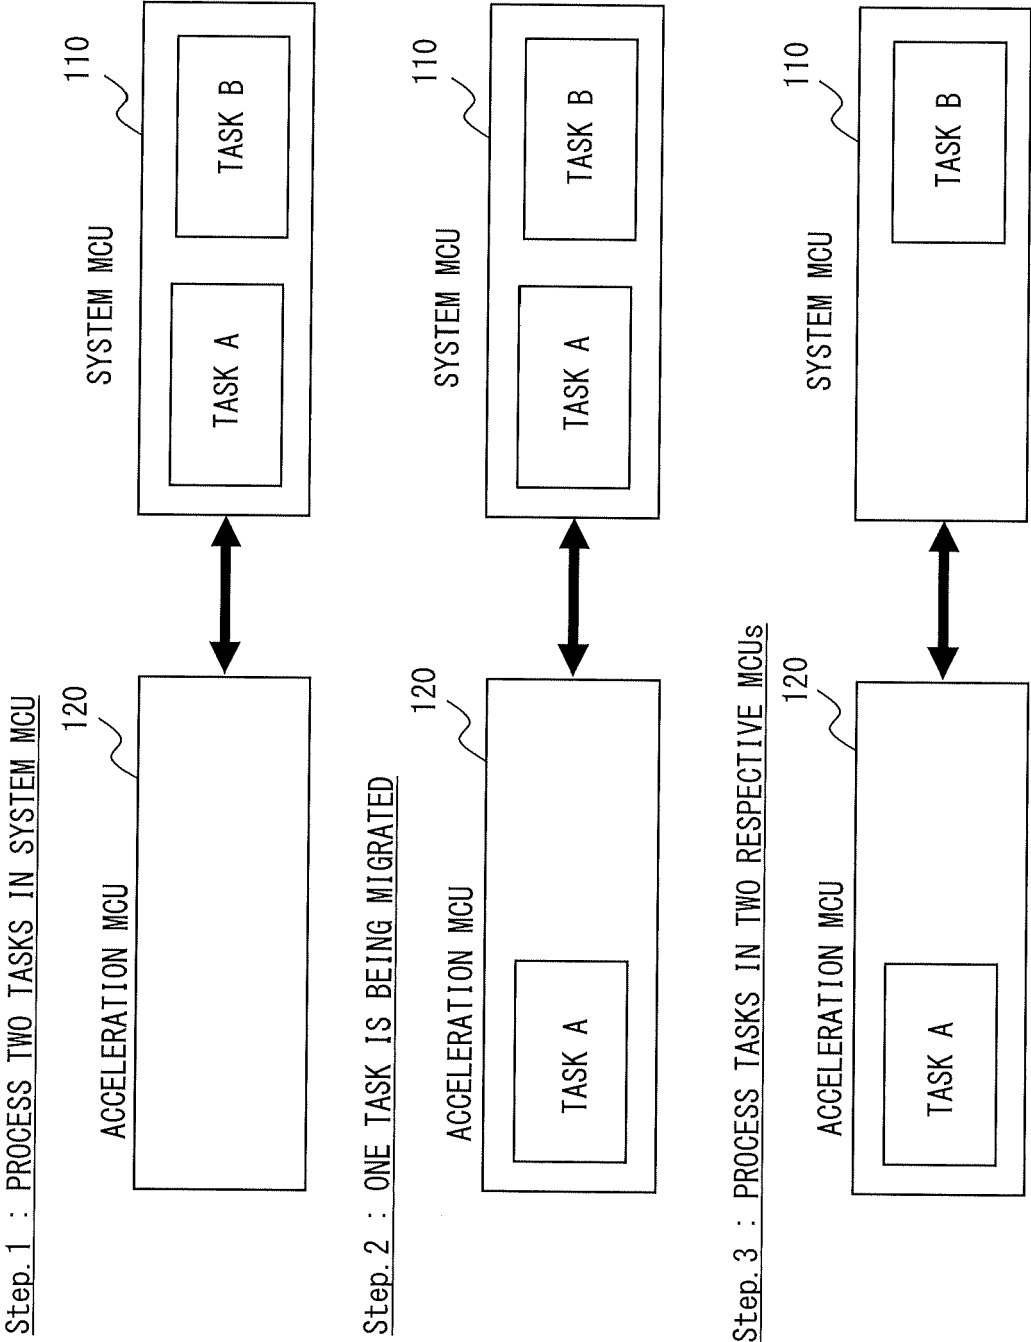 Step.1 : PROCESS TWO TASKS IN SYSTEM MCU
ACCELERATION MCU
120
SYSTEM MCU
110
TASK A
TASK B
Step.2 : ONE TASK IS BEING MIGRATED
ACCELERATION MCU
120
SYSTEM MCU
110
TASK A
TASK A
TASK B
Step.3 : PROCESS TASKS IN TWO RESPECTIVE MCUs
ACCELERATION MCU
120
SYSTEM MCU
110
TASK A
TASK B